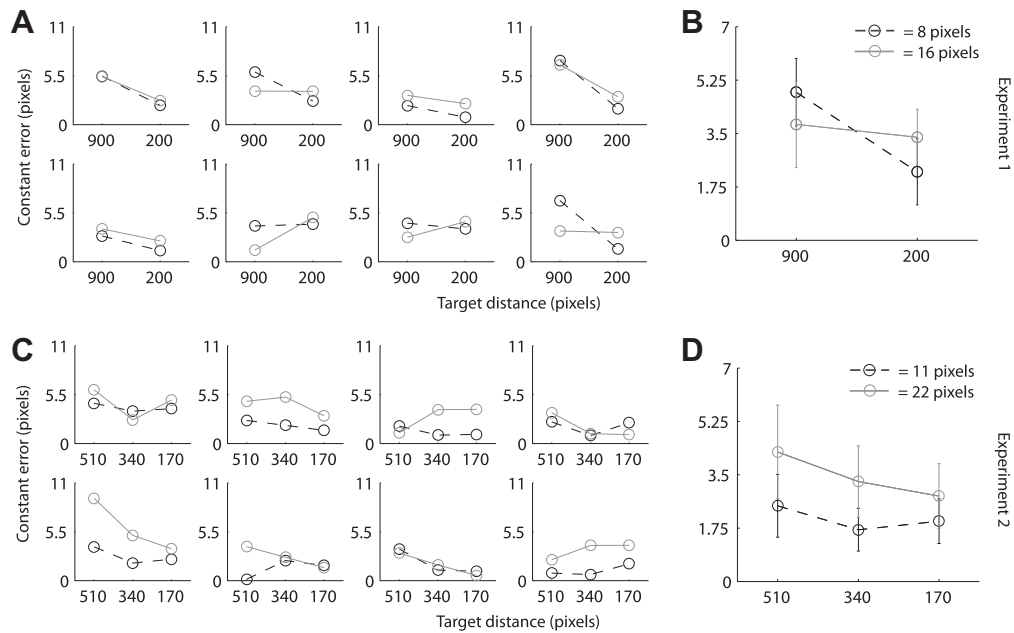 A
B
11 11 11 11
5.5 5.5 5.5 5.5
0 0 0 0
900 200 900 200 900 200 900 200
11 11 11 11
5.5 5.5 5.5 5.5
0 0 0 0
900 200 900 200 900 200 900 200
Constant error (pixels)
Target distance (pixels)
= 8 pixels
= 16 pixels
7
5.25
3.5
1.75
0
900 200
Experiment 1
C
D
11 11 11 11
5.5 5.5 5.5 5.5
0 0 0 0
510 340 170 510 340 170 510 340 170 510 340 170
11 11 11 11
5.5 5.5 5.5 5.5
0 0 0 0
510 340 170 510 340 170 510 340 170 510 340 170
Constant error (pixels)
Target distance (pixels)
= 11 pixels
= 22 pixels
7
5.25
3.5
1.75
0
510 340 170
Experiment 2